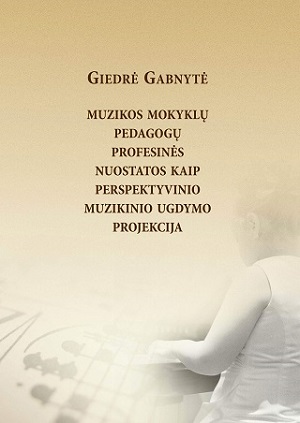 Giedrė Gabnytė
MUZIKOS MOKYKLŲ
PEDAGOGŲ
PROFESINĖS
NUOSTATOS KAIP
PERSPEKTYVINIO
MUZIKINIO UGDYMO
PROJEKCIJA